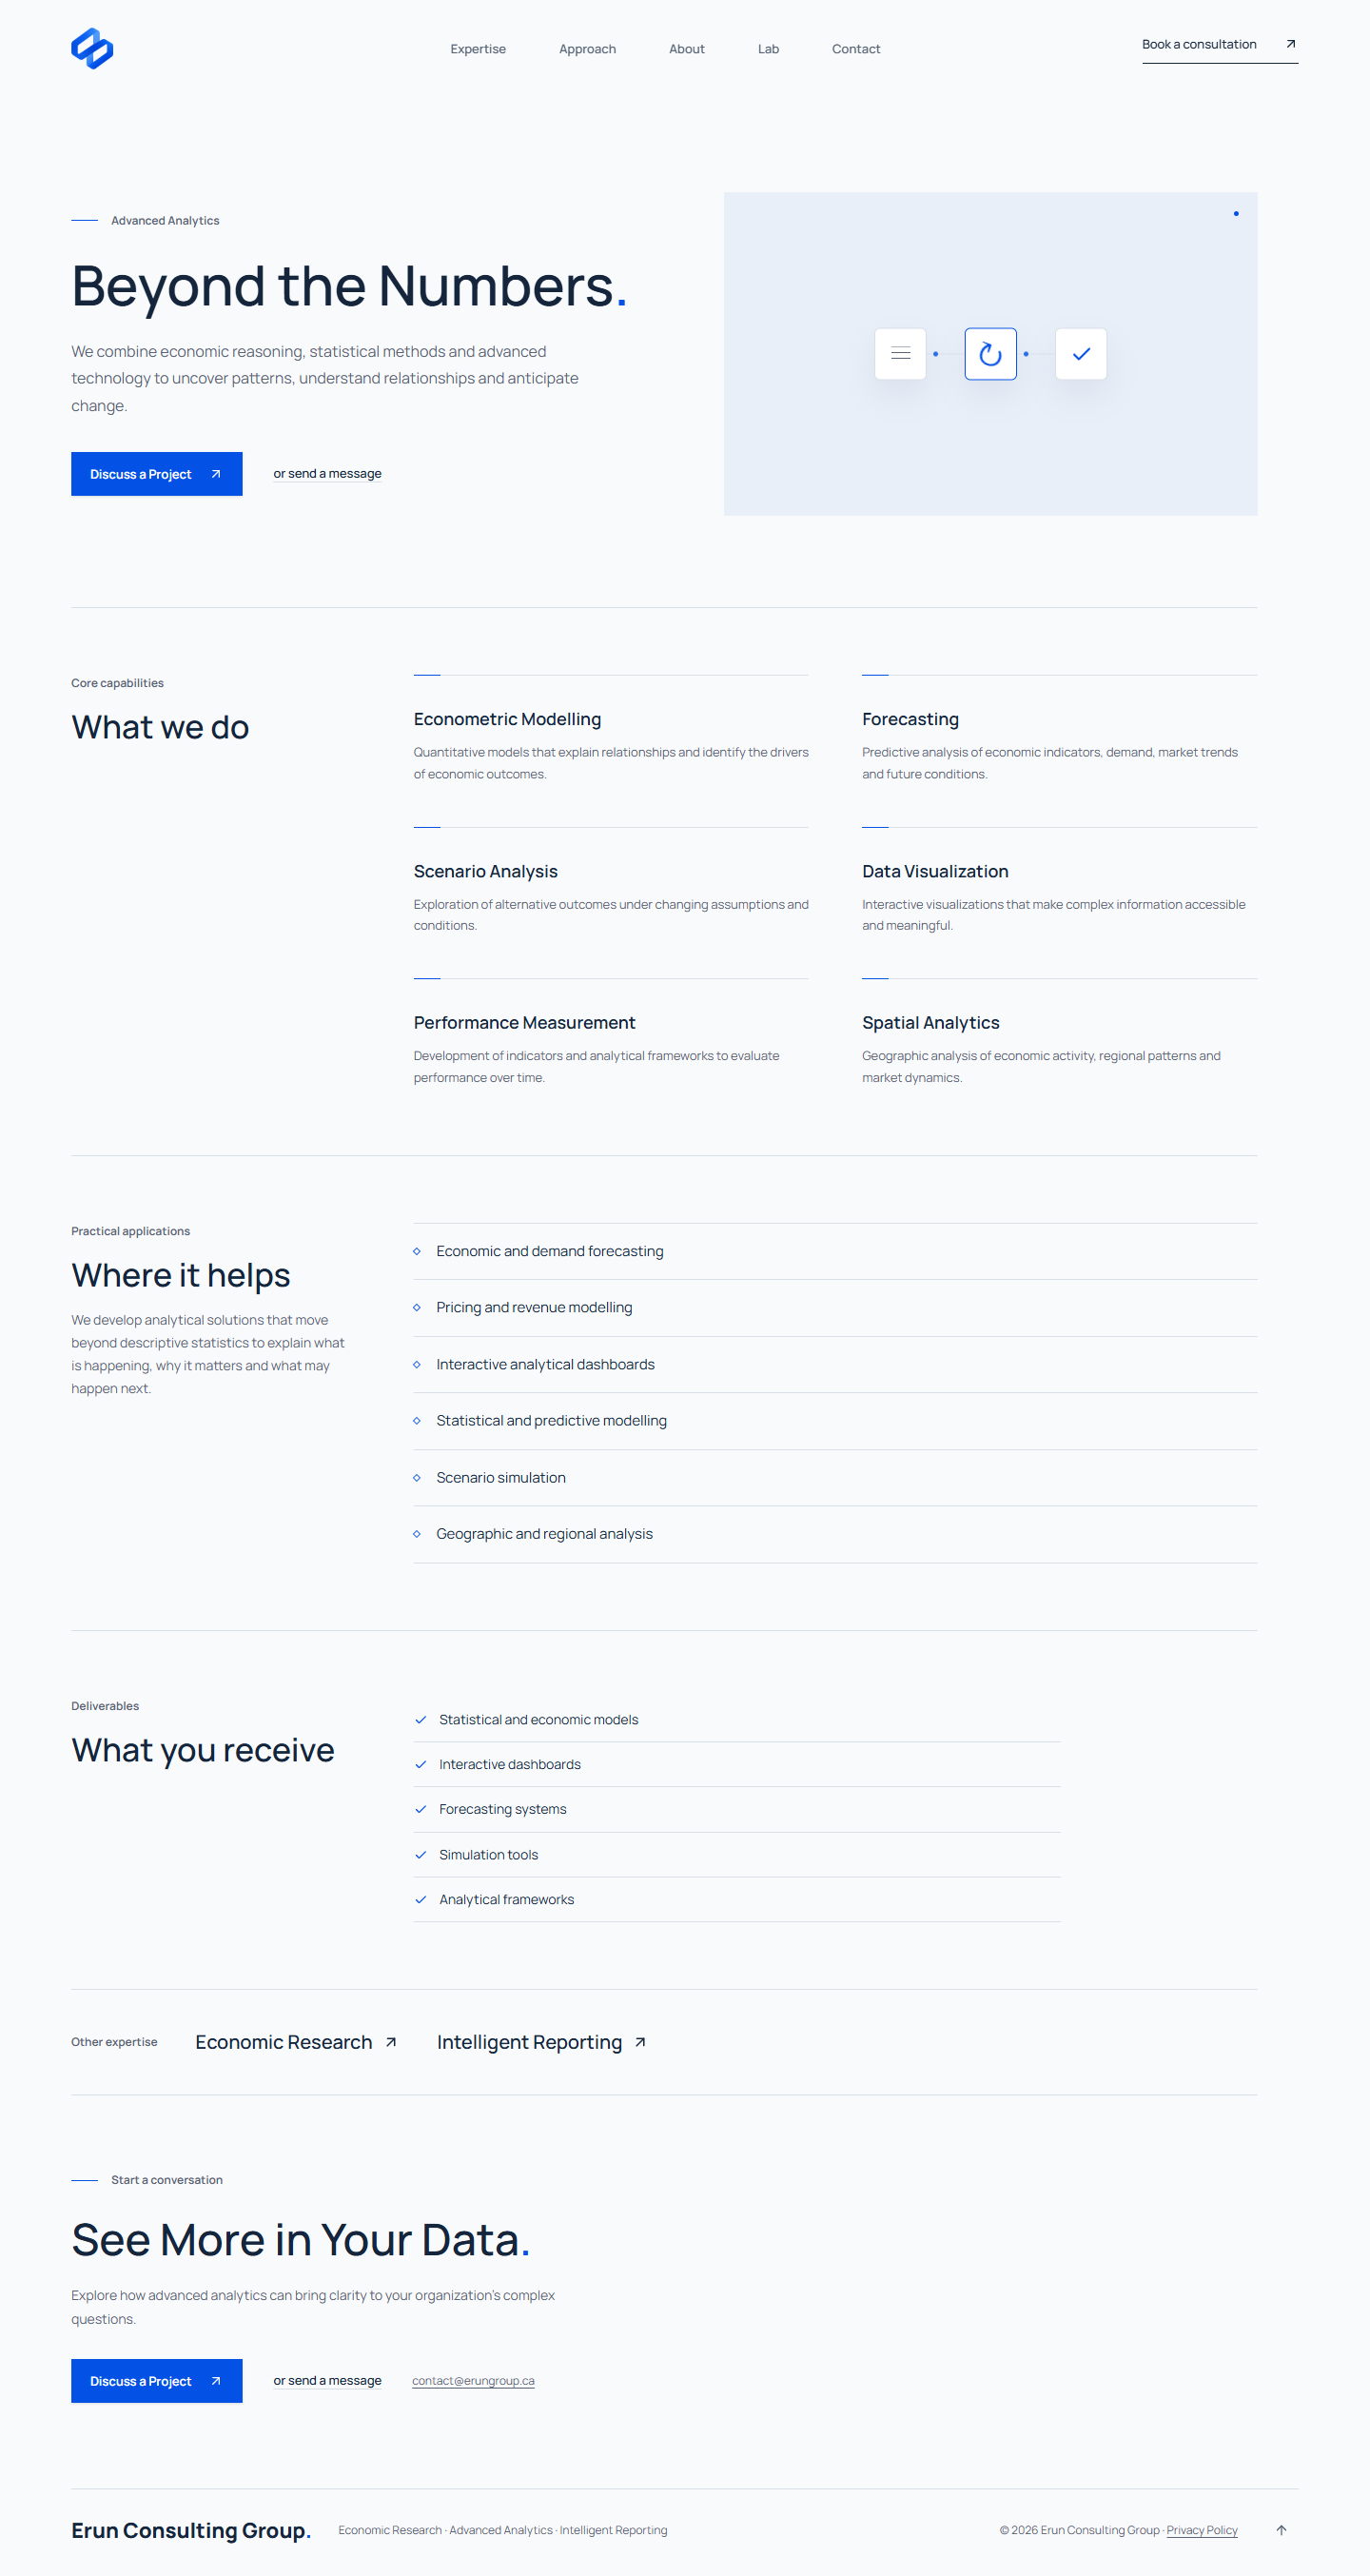 Expertise
Approach
About
Lab
Contact
Book a consultation
Advanced Analytics
Beyond the Numbers.
We combine economic reasoning, statistical methods and advanced
technology to uncover patterns, understand relationships and anticipate
change.
Discuss a Project
or send a message
Core capabilities
What we do
Econometric Modelling
Quantitative models that explain relationships and identify the drivers
of economic outcomes.
Forecasting
Predictive analysis of economic indicators, demand, market trends
and future conditions.
Scenario Analysis
Exploration of alternative outcomes under changing assumptions and
conditions.
Data Visualization
Interactive visualizations that make complex information accessible
and meaningful.
Performance Measurement
Development of indicators and analytical frameworks to evaluate
performance over time.
Spatial Analytics
Geographic analysis of economic activity, regional patterns and
market dynamics.
Practical applications
Where it helps
We develop analytical solutions that move
beyond descriptive statistics to explain what
is happening, why it matters and what may
happen next.
Economic and demand forecasting
Pricing and revenue modelling
Interactive analytical dashboards
Statistical and predictive modelling
Scenario simulation
Geographic and regional analysis
Deliverables
What you receive
Statistical and economic models
Interactive dashboards
Forecasting systems
Simulation tools
Analytical frameworks
Other expertise
Economic Research
Intelligent Reporting
Start a conversation
See More in Your Data.
Explore how advanced analytics can bring clarity to your organization's complex
questions.
Discuss a Project
or send a message
contact@erungroup.ca
Erun Consulting Group.
Economic Research · Advanced Analytics · Intelligent Reporting
© 2026 Erun Consulting Group · Privacy Policy